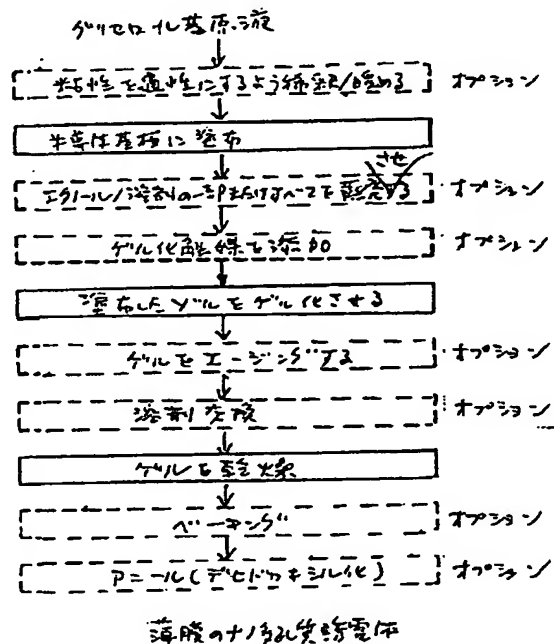 グリセロール基原液
粘性を適性にするよう希釈/暖める オプション
半導体基板に塗布
エタノール/溶剤の一部またはすべてを蒸発させる オプション
ゲル化触媒を添加 オプション
塗布したゾルをゲル化させる
ゲルをエージングする オプション
溶剤交換 オプション
ゲルを乾燥
ベーキング オプション
アニール(デヒドロキシル化) オプション
薄膜のナノ多孔質誘電体